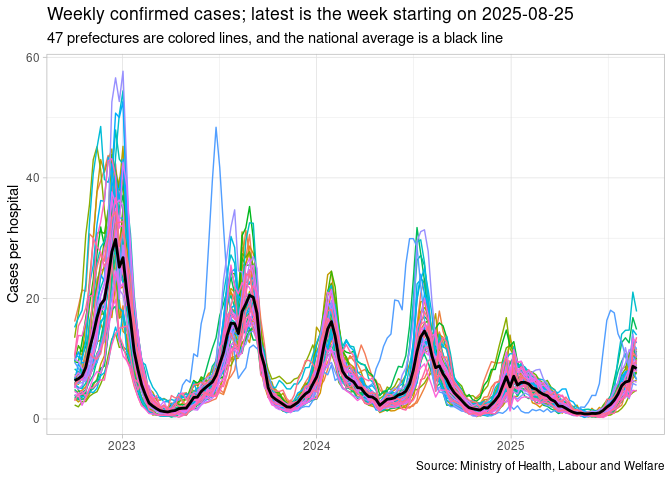 Weekly confirmed cases; latest is the week starting on 2025-08-25
47 prefectures are colored lines, and the national average is a black line
Cases per hospital
60
40
20
0
2023
2024
2025
Source: Ministry of Health, Labour and Welfare